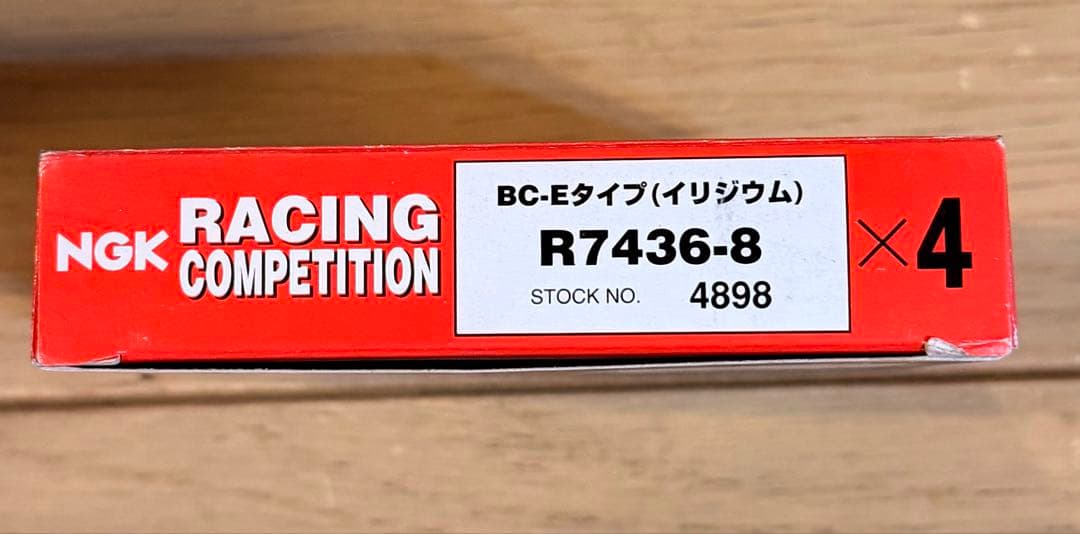 NGK RACING
COMPETITION
BC-Eタイプ(イリジウム)
R7436-8
STOCK NO. 4898
×4